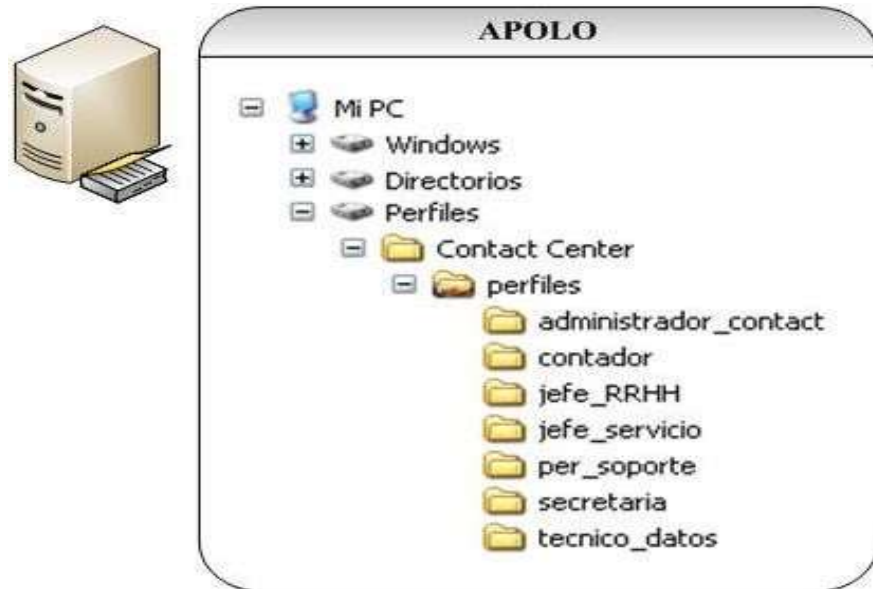 APOLO
Mi PC
Windows
Directorios
Perfiles
Contact Center
perfiles
administrador_contact
contador
jefe_RRHH
jefe_servicio
per_soporte
secretaria
tecnico_datos